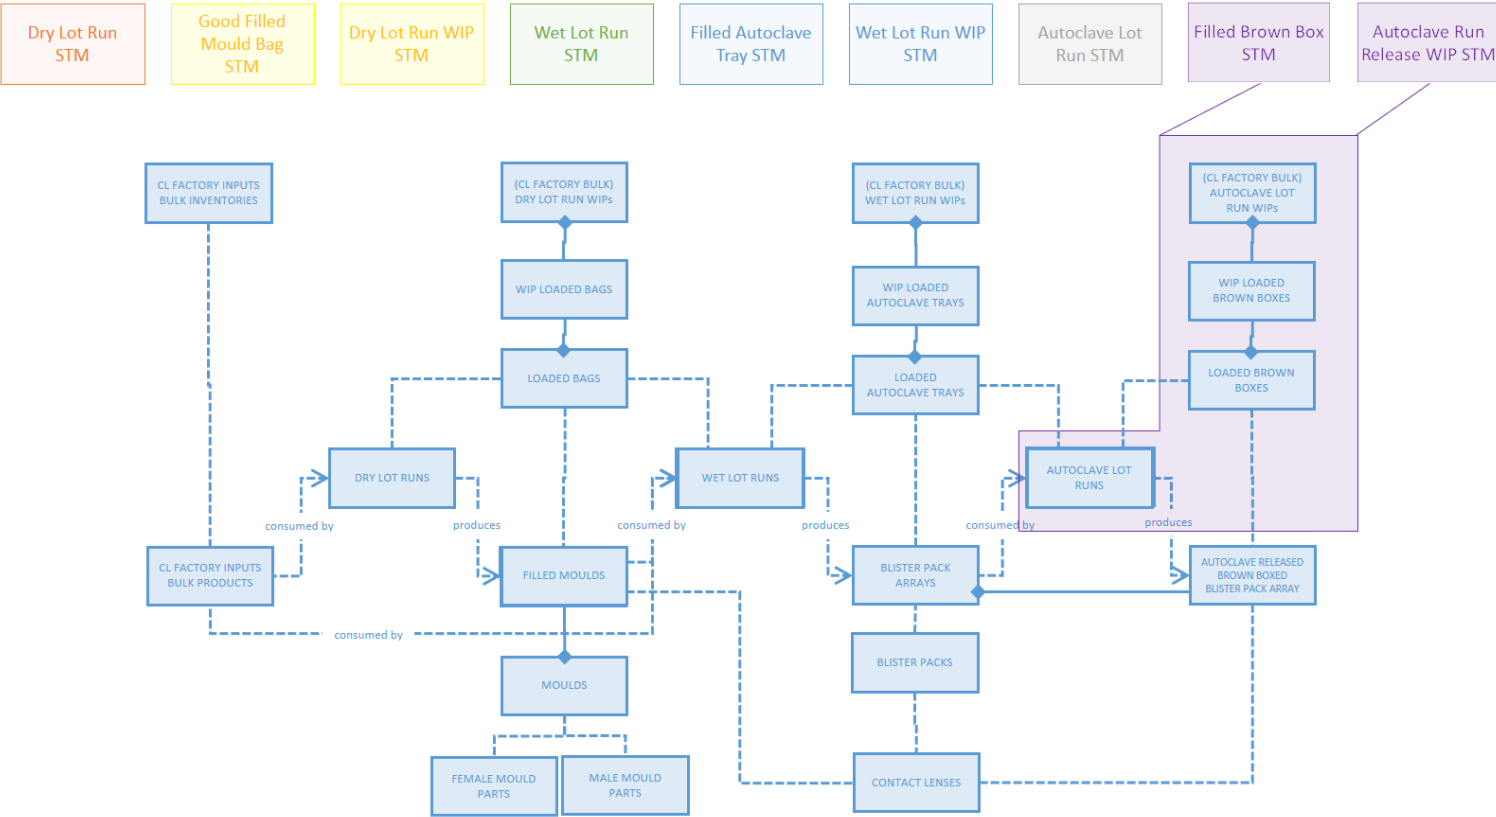 Dry Lot Run
STM
Good Filled
Mould Bag
STM
Dry Lot Run WIP
STM
Wet Lot Run
STM
Filled Autoclave
Tray STM
Wet Lot Run WIP
STM
Autoclave Lot
Run STM
Filled Brown Box
STM
Autoclave Run
Release WIP STM
CL FACTORY INPUTS
BULK INVENTORIES
(CL FACTORY BULK)
DRY LOT RUN WIPs
(CL FACTORY BULK)
WET LOT RUN WIPs
(CL FACTORY BULK)
AUTOCLAVE LOT
RUN WIPs
WIP LOADED BAGS
WIP LOADED
AUTOCLAVE TRAYS
WIP LOADED
BROWN BOXES
LOADED BAGS
LOADED
AUTOCLAVE TRAYS
LOADED BROWN
BOXES
DRY LOT RUNS
WET LOT RUNS
AUTOCLAVE LOT
RUNS
consumed by
produces
consumed by
produces
consumed by
produces
CL FACTORY INPUTS
BULK PRODUCTS
FILLED MOULDS
BLISTER PACK
ARRAYS
AUTOCLAVE RELEASED
BROWN BOXED
BLISTER PACK ARRAY
consumed by
BLISTER PACKS
MOULDS
FEMALE MOULD
PARTS
MALE MOULD
PARTS
CONTACT LENSES